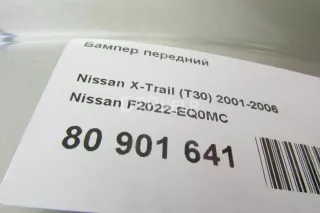 Бампер передний
Nissan X-Trail (T30) 2001-2006
Nissan F2022-EQ0MC
80 901 641